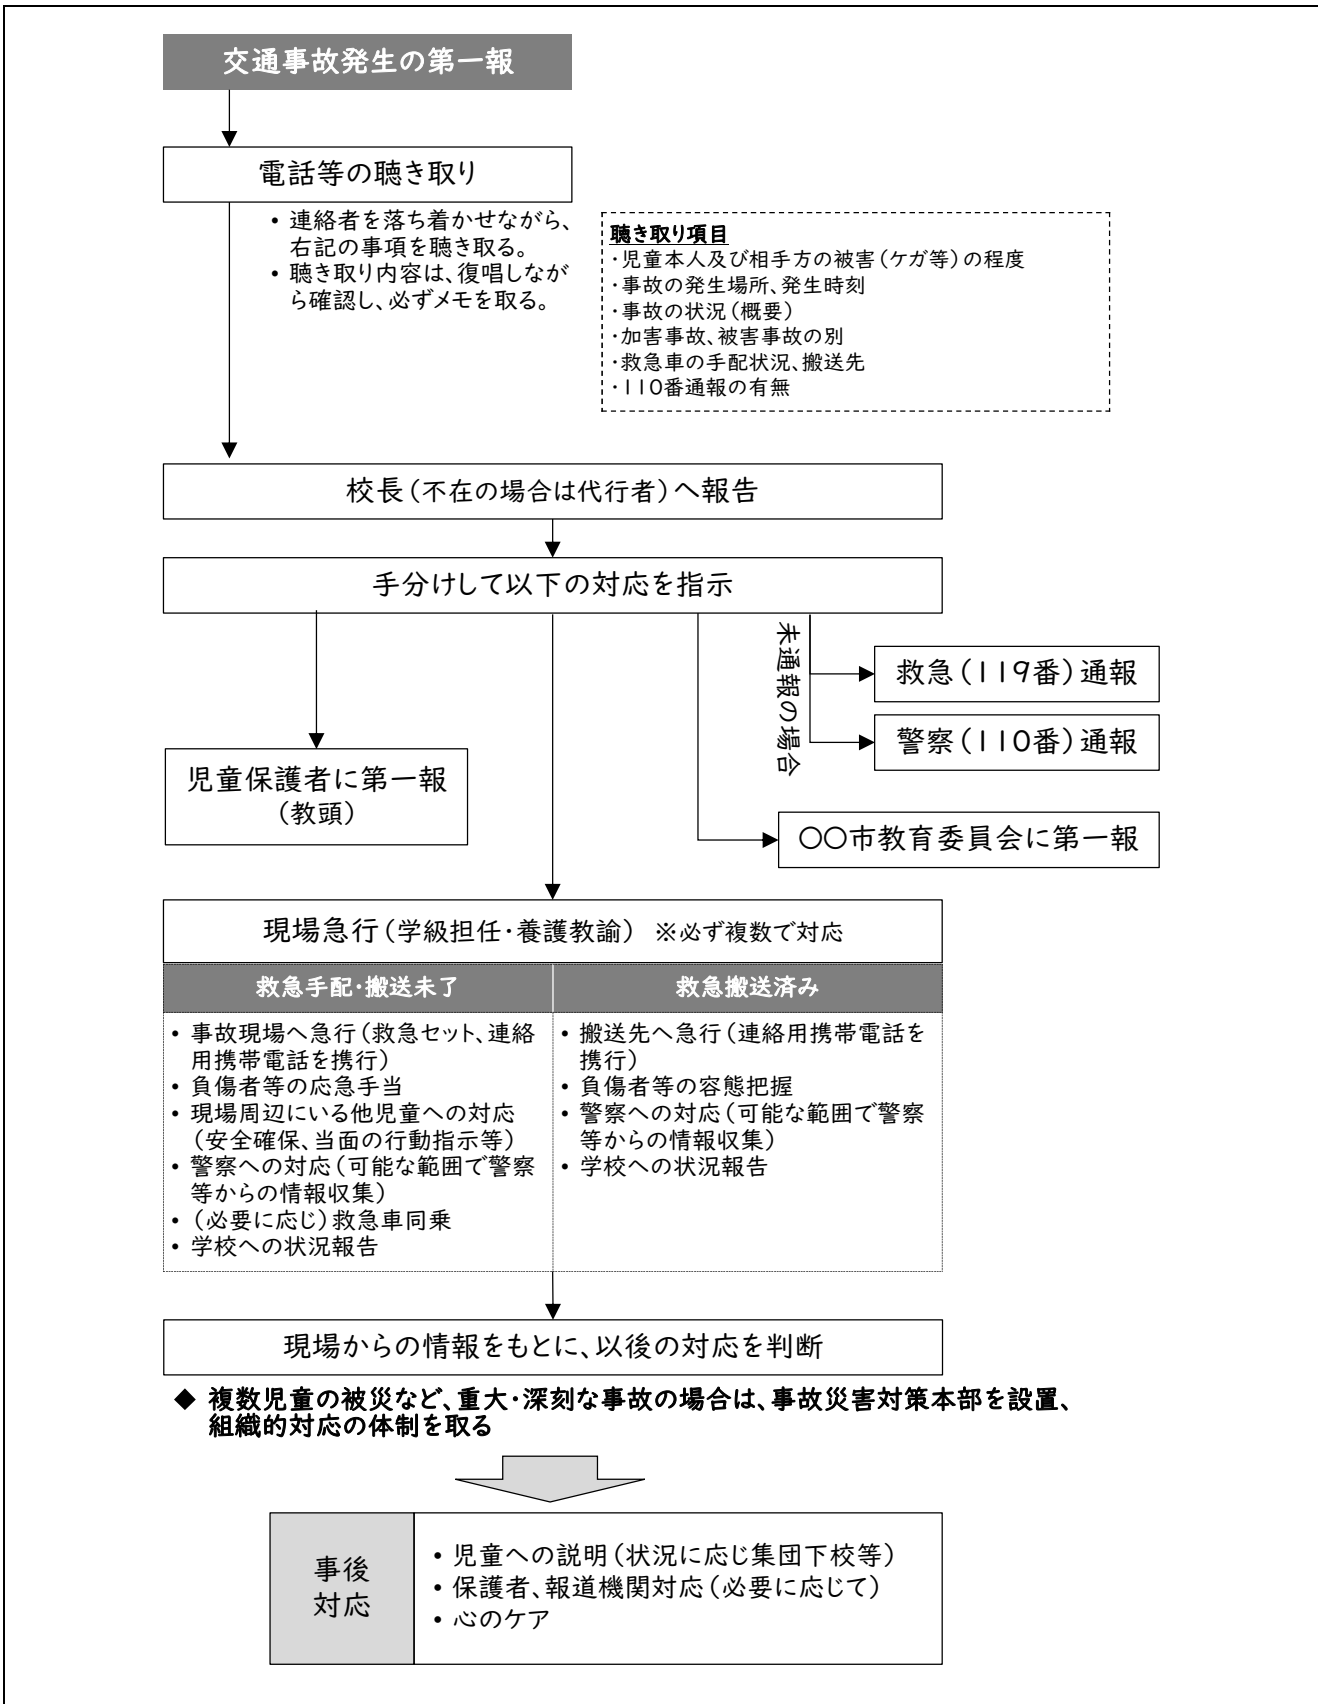 交通事故発生の第一報
電話等の聴き取り
• 連絡者を落ち着かせながら、
右記の事項を聴き取る。
• 聴き取り内容は、復唱しなが
ら確認し、必ずメモを取る。
聴き取り項目
・児童本人及び相手方の被害（ケガ等）の程度
・事故の発生場所、発生時刻
・事故の状況（概要）
・加害事故、被害事故の別
・救急車の手配状況、搬送先
・110番通報の有無
校長（不在の場合は代行者）へ報告
手分けして以下の対応を指示
未通報の場合
救急（119番）通報
警察（110番）通報
児童保護者に第一報
（教頭）
〇〇市教育委員会に第一報
現場急行（学級担任・養護教諭） ※必ず複数で対応
救急手配・搬送未了
• 事故現場へ急行（救急セット、連絡
用携帯電話を携行）
• 負傷者等の応急手当
• 現場周辺にいる他児童への対応
（安全確保、当面の行動指示等）
• 警察への対応（可能な範囲で警察
等からの情報収集）
• （必要に応じ）救急車同乗
• 学校への状況報告
救急搬送済み
• 搬送先へ急行（連絡用携帯電話を
携行）
• 負傷者等の容態把握
• 警察への対応（可能な範囲で警察
等からの情報収集）
• 学校への状況報告
現場からの情報をもとに、以後の対応を判断
◆ 複数児童の被災など、重大・深刻な事故の場合は、事故災害対策本部を設置、
組織的対応の体制を取る
事後
対応
• 児童への説明（状況に応じ集団下校等）
• 保護者、報道機関対応（必要に応じて）
• 心のケア